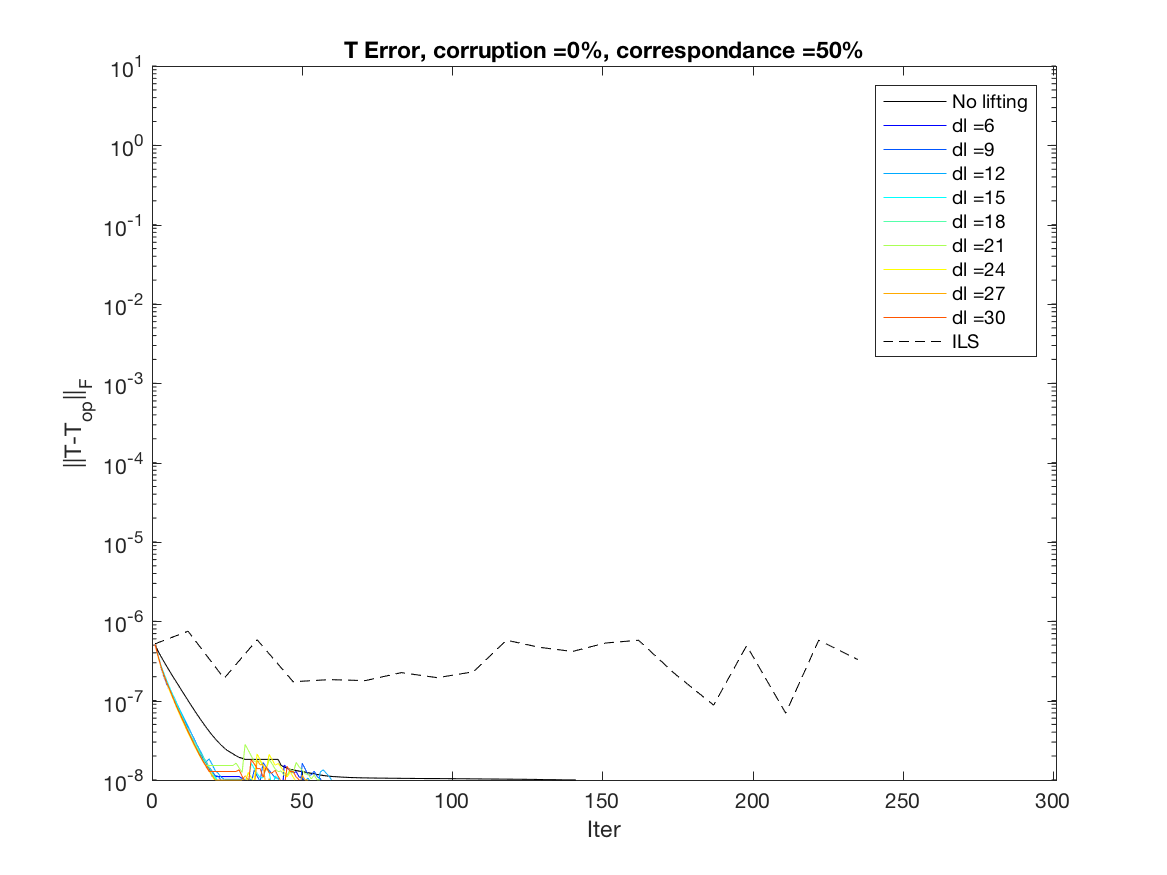 T Error, corruption =0%, correspondance =50%
10^1
10^0
10^-1
10^-2
10^-3
10^-4
10^-5
10^-6
10^-7
10^-8
||T-T_op||_F
No lifting
dl =6
dl =9
dl =12
dl =15
dl =18
dl =21
dl =24
dl =27
dl =30
ILS
0 50 100 150 200 250 300
Iter